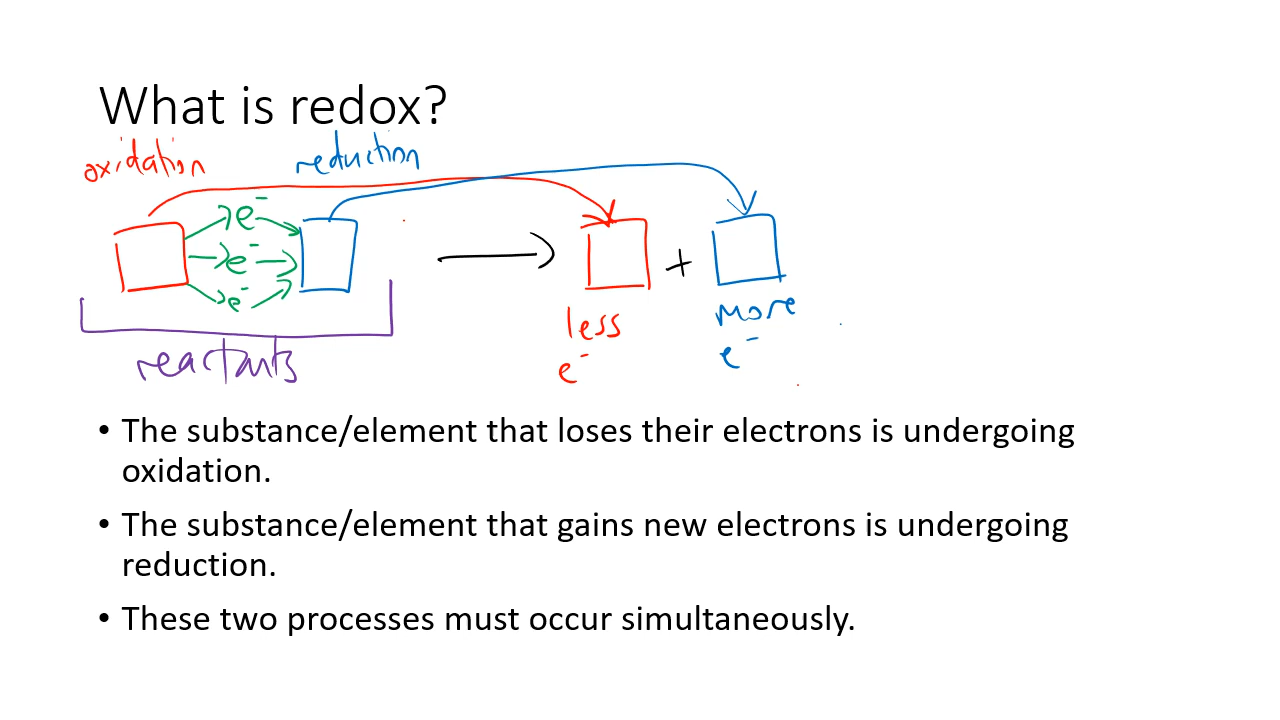 What is redox?
oxidation reduction
e⁻
e⁻
e⁻
+
reactants
less more
e⁻ e⁻
• The substance/element that loses their electrons is undergoing
oxidation.
• The substance/element that gains new electrons is undergoing
reduction.
• These two processes must occur simultaneously.